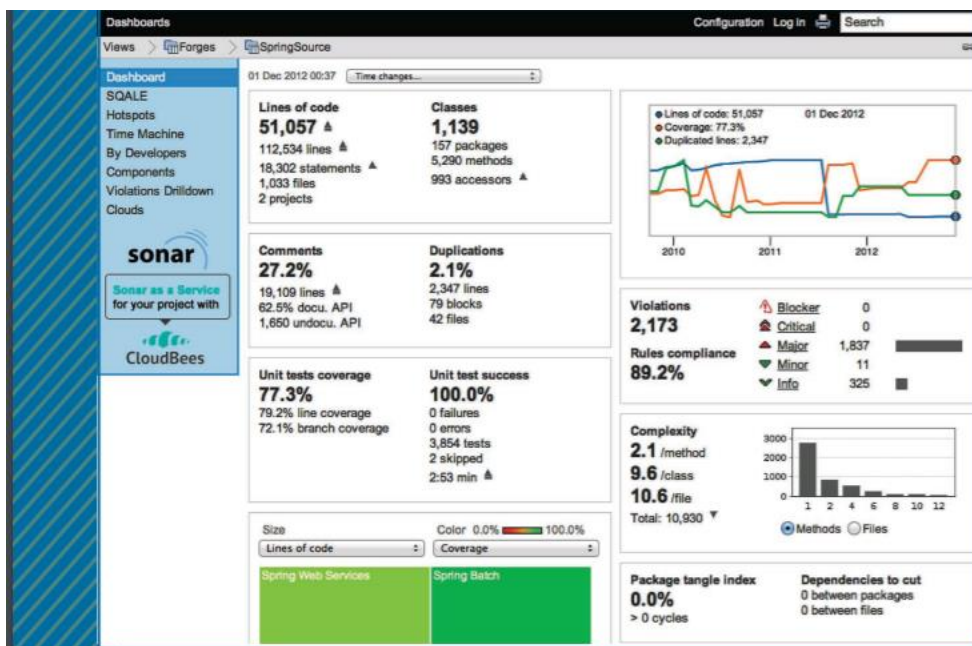 Dashboards
Configuration Log in Search
Views Forges SpringSource
Dashboard
SQALE
Hotspots
Time Machine
By Developers
Components
Violations Drilldown
Clouds
sonar
Sonar as a Service
for your project with
CloudBees
01 Dec 2012 00:37 Time changes...
Lines of code
51,057
112,534 lines
18,302 statements
1,033 files
2 projects
Classes
1,139
157 packages
5,290 methods
993 accessors
Comments
27.2%
19,109 lines
62.5% docu. API
1,650 undocu. API
Duplications
2.1%
2,347 lines
79 blocks
42 files
Unit tests coverage
77.3%
79.2% line coverage
72.1% branch coverage
Unit test success
100.0%
0 failures
0 errors
3,854 tests
2 skipped
2:53 min
Size
Lines of code
Color 0.0% 100.0%
Coverage
Spring Web Services
Spring Batch
Lines of code: 51,057 01 Dec 2012
Coverage: 77.3%
Duplicated lines: 2,347
2010 2011 2012
Violations
2,173
Rules compliance
89.2%
Blocker 0
Critical 0
Major 1,837
Minor 11
Info 325
Complexity
2.1 /method
9.6 /class
10.6 /file
Total: 10,930
3000
2000
1000
0
1 2 4 6 8 10 12
Methods Files
Package tangle index
0.0%
> 0 cycles
Dependencies to cut
0 between packages
0 between files